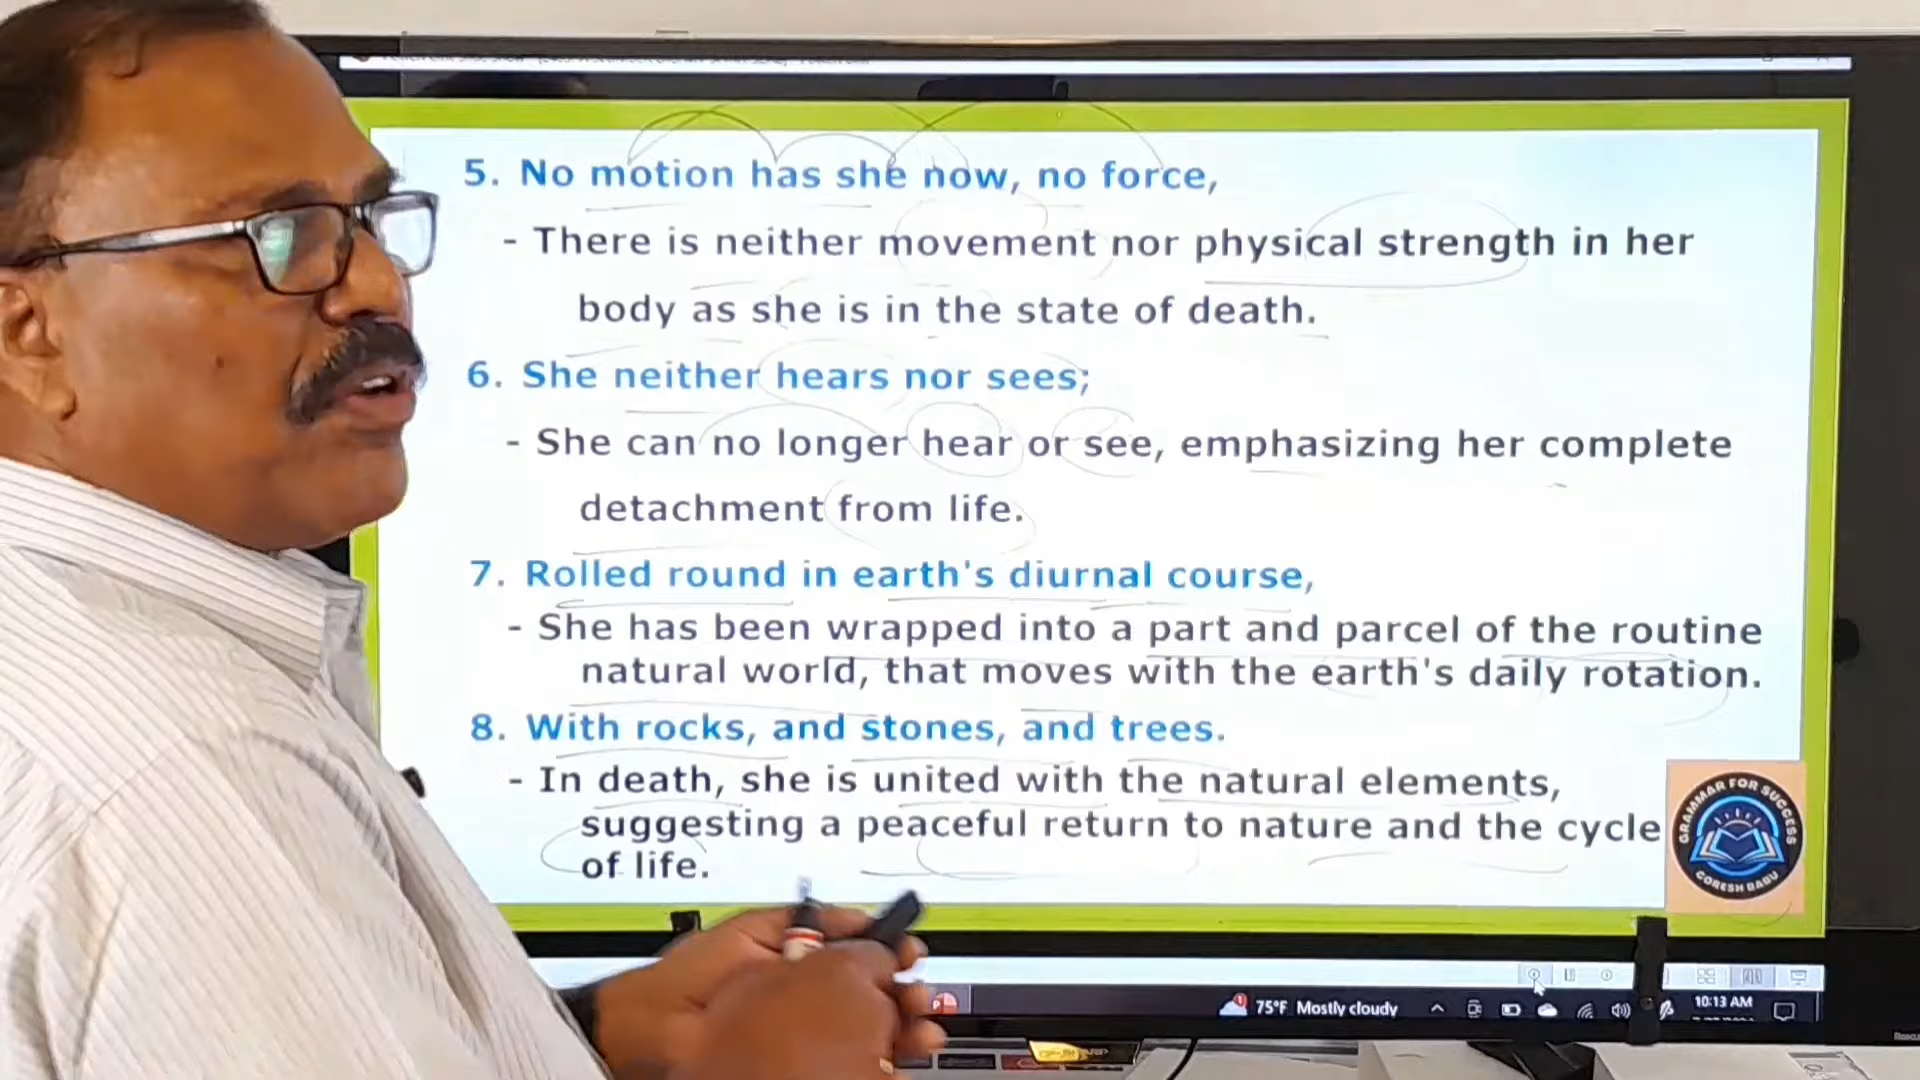 5. No motion has she now, no force,
- There is neither movement nor physical strength in her
body as she is in the state of death.
6. She neither hears nor sees;
- She can no longer hear or see, emphasizing her complete
detachment from life.
7. Rolled round in earth's diurnal course,
- She has been wrapped into a part and parcel of the routine
natural world, that moves with the earth's daily rotation.
8. With rocks, and stones, and trees.
- In death, she is united with the natural elements,
suggesting a peaceful return to nature and the cycle
of life.
GRAMMAR FOR SUCCESS
CORESH BABU
75°F Mostly cloudy
10:13 AM